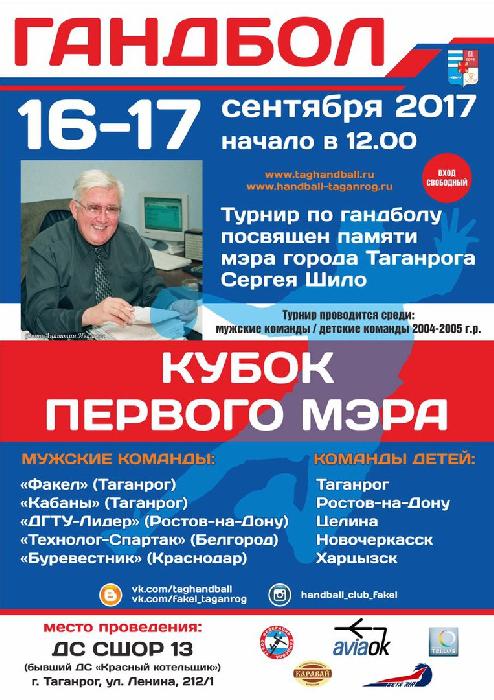 ГАНДБОЛ
16-17
сентября 2017
начало в 12.00
www.taghandball.ru
www.handball-taganrog.ru
ВХОД
СВОБОДНЫЙ
Турнир по гандболу
посвящен памяти
мэра города Таганрога
Сергея Шило
Турнир проводится среди:
мужские команды / детские команды 2004-2005 г.р.
КУБОК
ПЕРВОГО МЭРА
МУЖСКИЕ КОМАНДЫ:
«Факел» (Таганрог)
«Кабаны» (Таганрог)
«ДГТУ-Лидер» (Ростов-на-Дону)
«Технолог-Спартак» (Белгород)
«Буревестник» (Краснодар)
КОМАНДЫ ДЕТЕЙ:
Таганрог
Ростов-на-Дону
Целина
Новочеркасск
Харцызск
vk.com/taghandball
vk.com/fakel_taganrog
handball_club_fakel
место проведения:
ДС СШОР 13
(бывший ДС «Красный котельщик»)
г. Таганрог, ул. Ленина, 212/1
aviaok
КАРАВАЙ